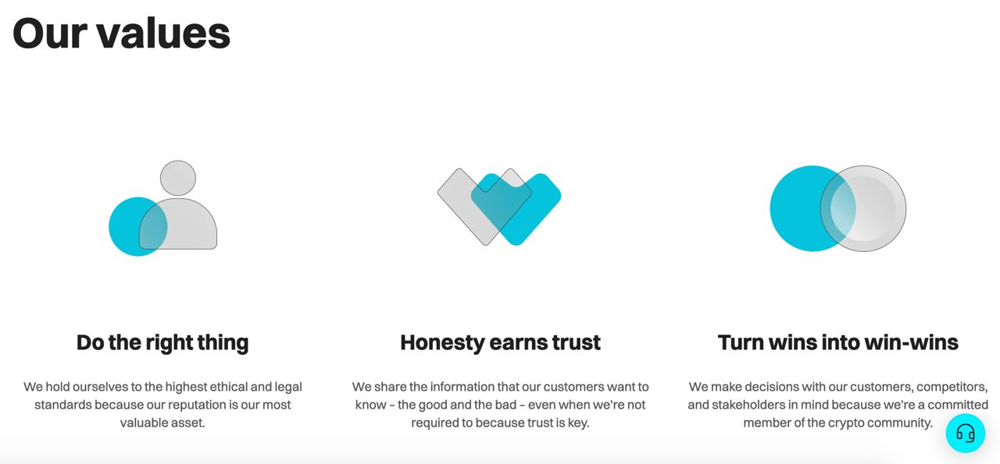 Our values
Do the right thing
We hold ourselves to the highest ethical and legal
standards because our reputation is our most
valuable asset.
Honesty earns trust
We share the information that our customers want to
know – the good and the bad – even when we’re not
required to because trust is key.
Turn wins into win-wins
We make decisions with our customers, competitors,
and stakeholders in mind because we’re a committed
member of the crypto community.